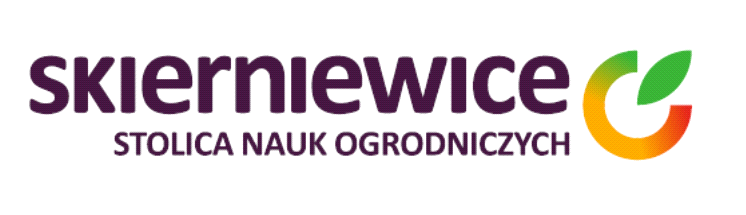 SKIERNIEWICE
STOLICA NAUK OGRODNICZYCH